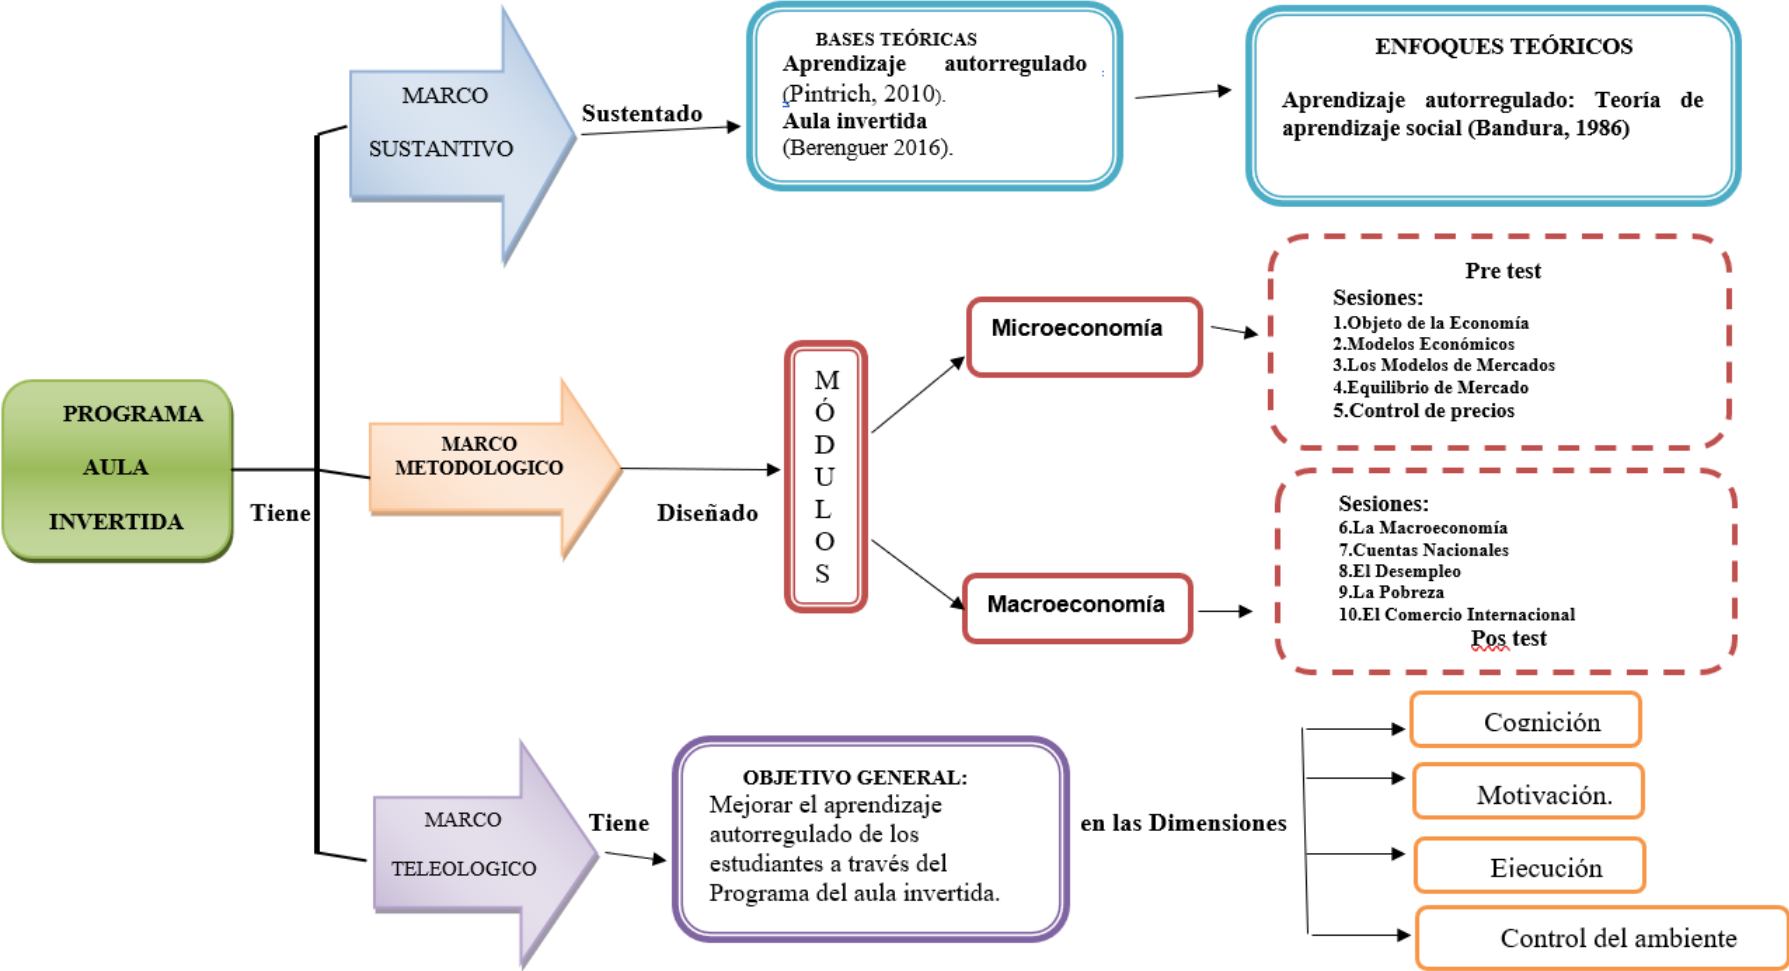 PROGRAMA
AULA
INVERTIDA
Tiene
MARCO
SUSTANTIVO
Sustentado
BASES TEÓRICAS
Aprendizaje autorregulado
(Pintrich, 2010).
Aula invertida
(Berenguer 2016).
ENFOQUES TEÓRICOS
Aprendizaje autorregulado: Teoría de
aprendizaje social (Bandura, 1986)
MARCO
METODOLOGICO
Diseñado
MÓDULOS
Microeconomía
Pre test
Sesiones:
1.Objeto de la Economía
2.Modelos Económicos
3.Los Modelos de Mercados
4.Equilibrio de Mercado
5.Control de precios
Macroeconomía
Sesiones:
6.La Macroeconomía
7.Cuentas Nacionales
8.El Desempleo
9.La Pobreza
10.El Comercio Internacional
Pos test
MARCO
TELEOLOGICO
Tiene
OBJETIVO GENERAL:
Mejorar el aprendizaje
autorregulado de los
estudiantes a través del
Programa del aula invertida.
en las Dimensiones
Cognición
Motivación.
Ejecución
Control del ambiente